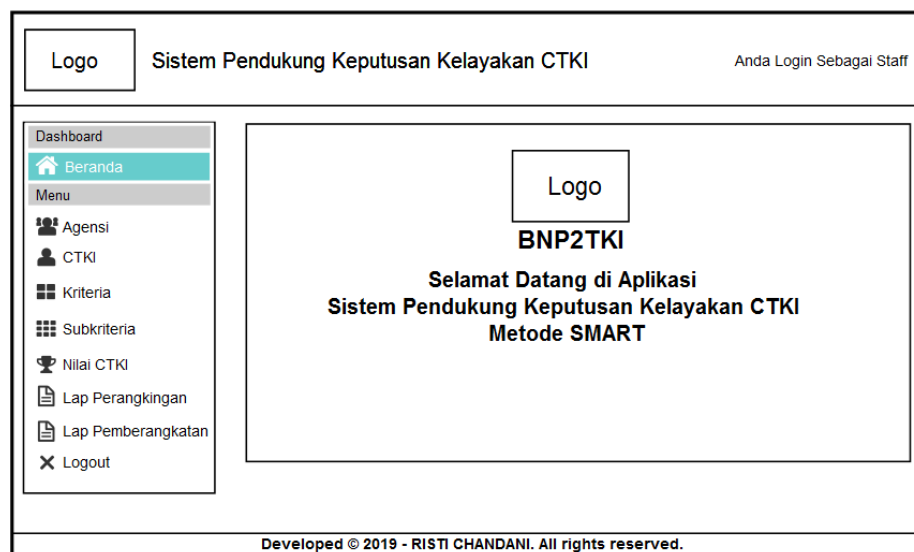 Logo
Sistem Pendukung Keputusan Kelayakan CTKI
Anda Login Sebagai Staff
Dashboard
Beranda
Menu
Agensi
CTKI
Kriteria
Subkriteria
Nilai CTKI
Lap Perangkingan
Lap Pemberangkatan
Logout
Logo
BNP2TKI
Selamat Datang di Aplikasi
Sistem Pendukung Keputusan Kelayakan CTKI
Metode SMART
Developed © 2019 - RISTI CHANDANI. All rights reserved.